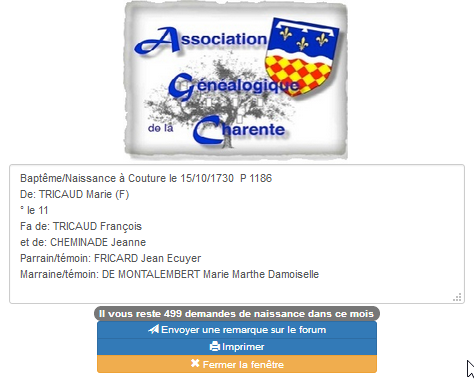 Association
Généalogique
de la Charente
Baptême/Naissance à Couture le 15/10/1730 P 1186
De: TRICAUD Marie (F)
° le 11
Fa de: TRICAUD François
et de: CHEMINADE Jeanne
Parrain/témoin: FRICARD Jean Ecuyer
Marraine/témoin: DE MONTALEMBERT Marie Marthe Damoiselle
Il vous reste 499 demandes de naissance dans ce mois
Envoyer une remarque sur le forum
Imprimer
Fermer la fenêtre